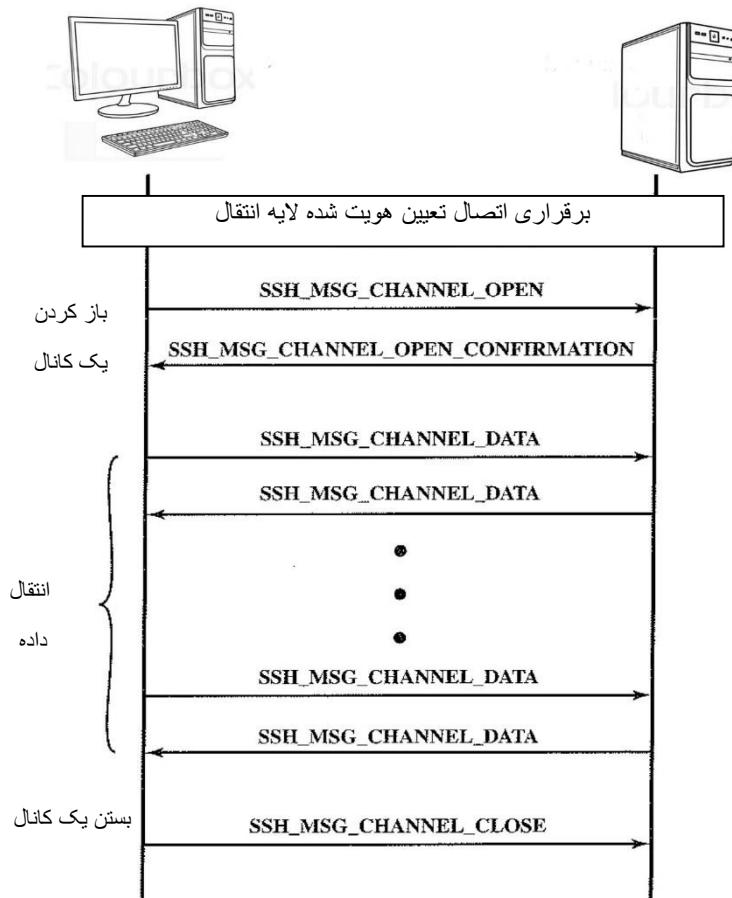 برقراری اتصال تعیین هویت شده لایه انتقال
SSH_MSG_CHANNEL_OPEN
باز کردن
یک کانال
SSH_MSG_CHANNEL_OPEN_CONFIRMATION
SSH_MSG_CHANNEL_DATA
SSH_MSG_CHANNEL_DATA
انتقال
داده
SSH_MSG_CHANNEL_DATA
SSH_MSG_CHANNEL_DATA
بستن یک کانال
SSH_MSG_CHANNEL_CLOSE